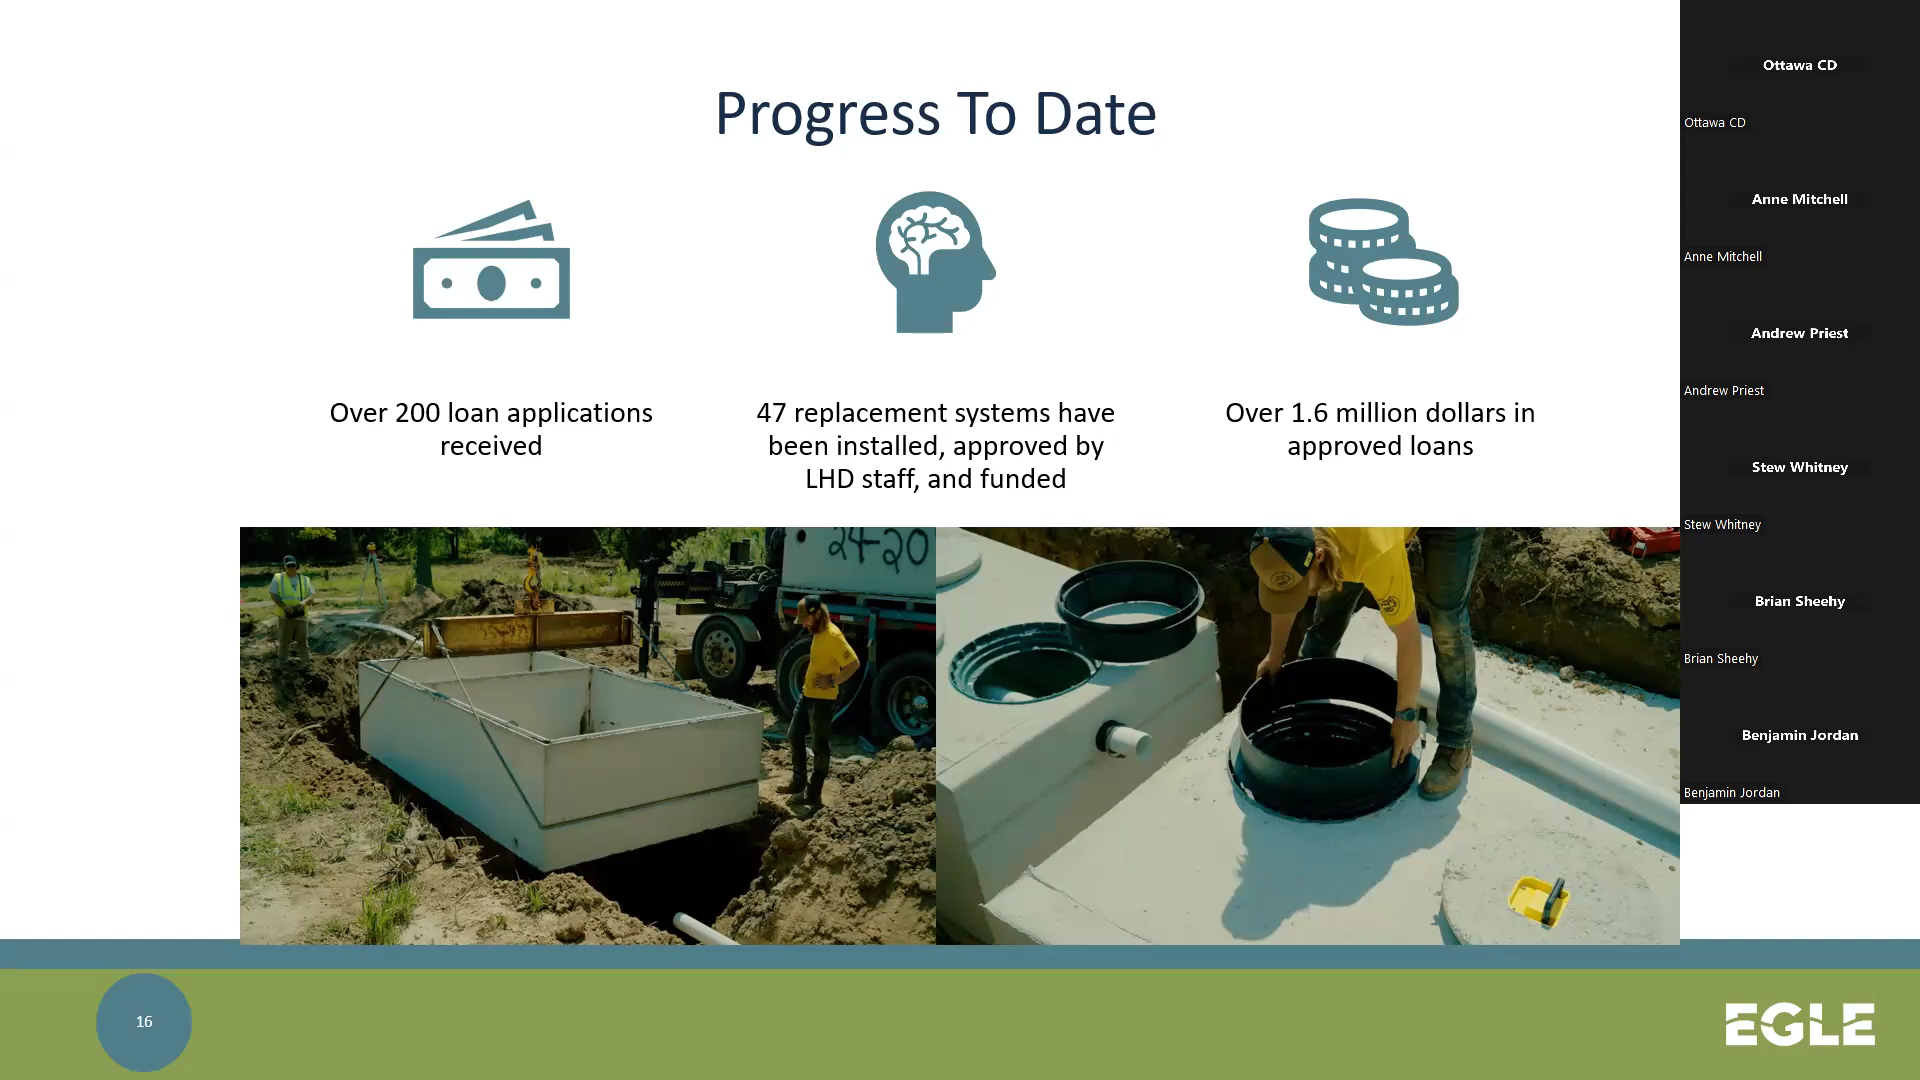 Progress To Date
Over 200 loan applications
received
47 replacement systems have
been installed, approved by
LHD staff, and funded
Over 1.6 million dollars in
approved loans
24-20
16
EGLE
Ottawa CD
Ottawa CD
Anne Mitchell
Anne Mitchell
Andrew Priest
Andrew Priest
Stew Whitney
Stew Whitney
Brian Sheehy
Brian Sheehy
Benjamin Jordan
Benjamin Jordan